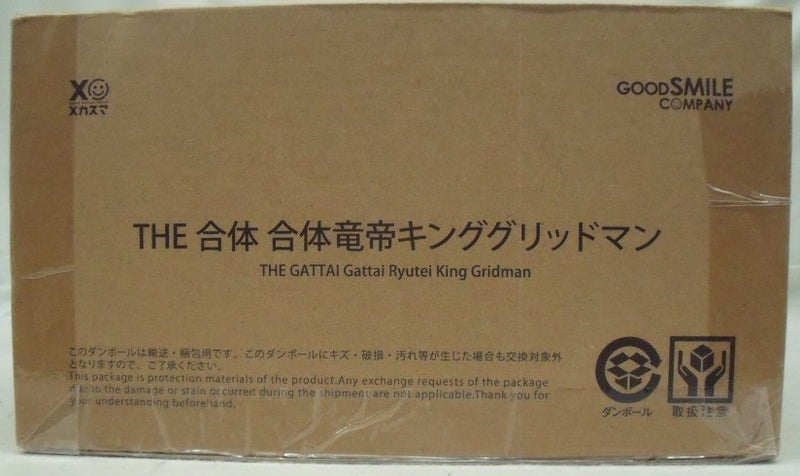 メカスマ
GOODSMILE
COMPANY
THE 合体 合体竜帝キンググリッドマン
THE GATTAI Gattai Ryutei King Gridman
このダンボールは輸送・梱包用です。このダンボールにキズ・破損・汚れ等が生じた場合も交換対象外
となりますので、ご了承ください。
This package is protection materials of the product.Any exchange requests of the package
due to the damage or stain occurred during the shipment are not applicable.Thank you for
your understanding beforehand.
ダンボール
取扱注意